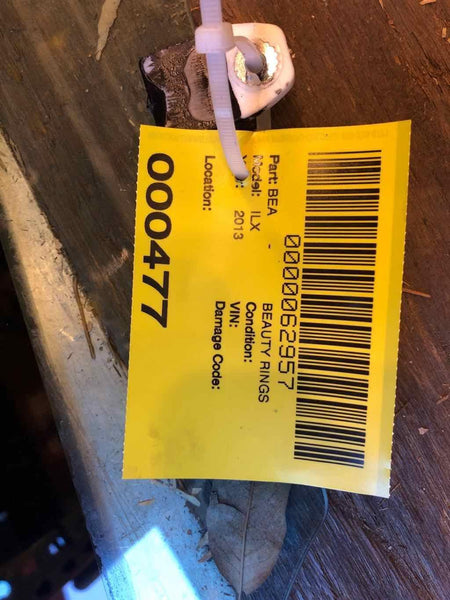 0000062957
Part: BEA - BEAUTY RINGS
Model: ILX Condition:
2013 VIN:
Location: Damage Code:
000477